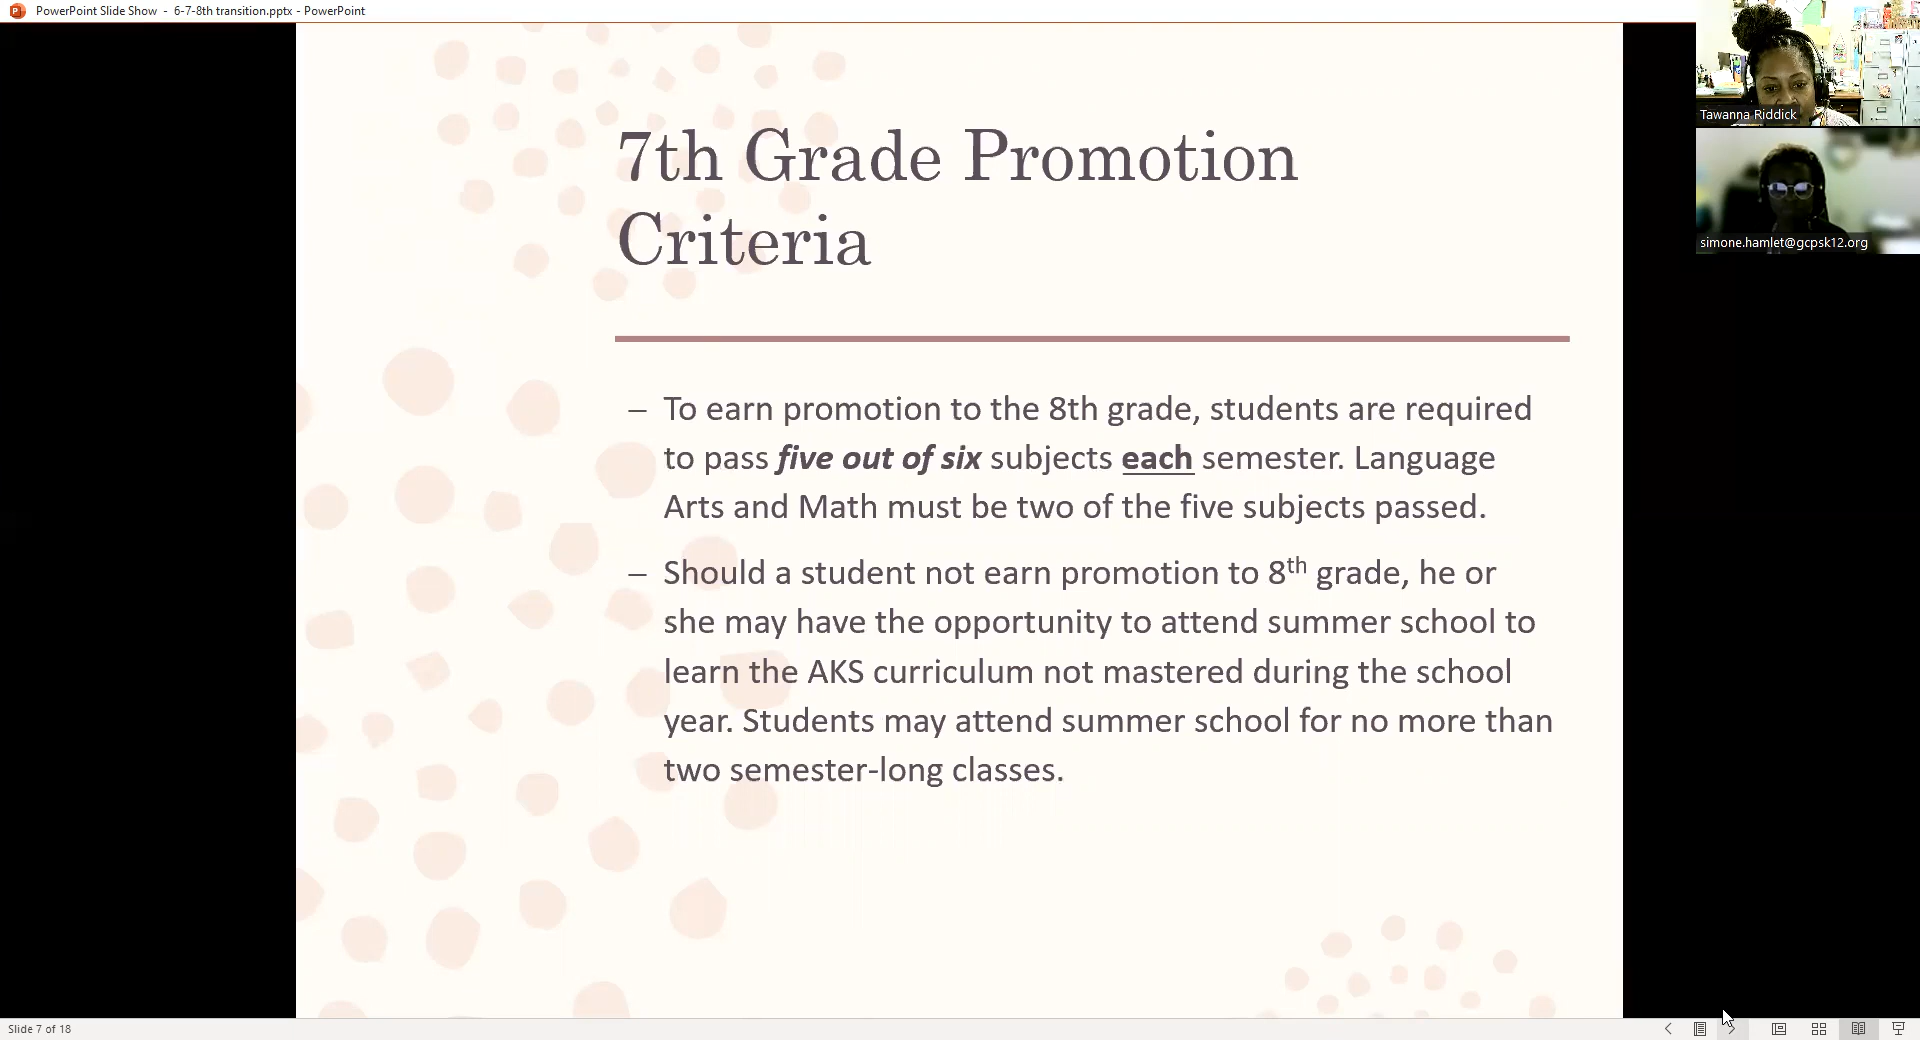 PowerPoint Slide Show - 6-7-8th transition.pptx - PowerPoint
Tawanna Riddick
simone.hamlet@gcpsk12.org
7th Grade Promotion
Criteria
– To earn promotion to the 8th grade, students are required
to pass five out of six subjects each semester. Language
Arts and Math must be two of the five subjects passed.
– Should a student not earn promotion to 8th grade, he or
she may have the opportunity to attend summer school to
learn the AKS curriculum not mastered during the school
year. Students may attend summer school for no more than
two semester-long classes.
Slide 7 of 18